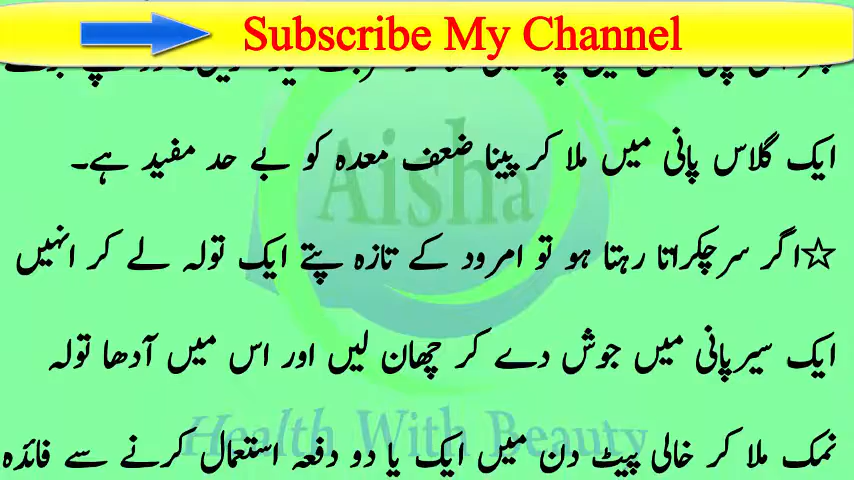 Subscribe My Channel
ایک گلاس پانی میں ملا کر پینا ضعف معدہ کو بے حد مفید ہے۔
☆اگر سر چکراتا رہتا ہو تو امرود کے تازہ پتے ایک تولہ لے کر انہیں
ایک سیر پانی میں جوش دے کر چھان لیں اور اس میں آدھا تولہ
نمک ملا کر خالی پیٹ دن میں ایک یا دو دفعہ استعمال کرنے سے فائدہ
Aisha
Health With Beauty